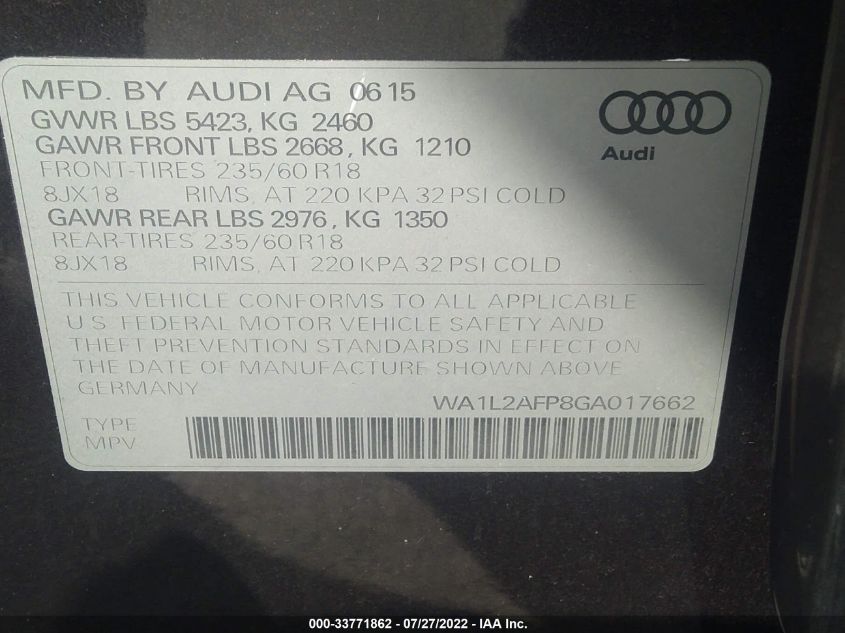 MFD. BY AUDI AG 06 15
GVWR LBS 5423, KG 2460
GAWR FRONT LBS 2668, KG 1210
FRONT-TIRES 235/60 R18
8JX18 RIMS, AT 220 KPA 32 PSI COLD
GAWR REAR LBS 2976, KG 1350
REAR-TIRES 235/60 R18
8JX18 RIMS, AT 220 KPA 32 PSI COLD
Audi
THIS VEHICLE CONFORMS TO ALL APPLICABLE
U.S. FEDERAL MOTOR VEHICLE SAFETY AND
THEFT PREVENTION STANDARDS IN EFFECT ON
THE DATE OF MANUFACTURE SHOWN ABOVE.
GERMANY
WA1L2AFP8GA017662
TYPE
MPV
000-33771862 - 07/27/2022 - IAA Inc.